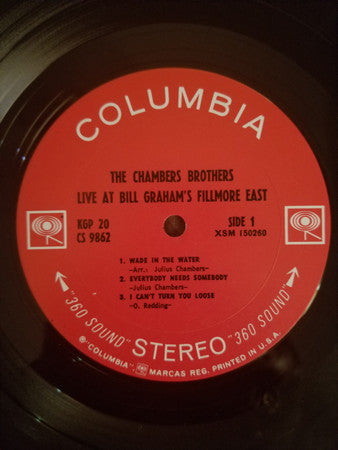 COLUMBIA
THE CHAMBERS BROTHERS
LIVE AT BILL GRAHAM'S FILLMORE EAST
KGP 20
CS 9862
SIDE 1
XSM 150260
1. WADE IN THE WATER
-Arr.: Julius Chambers-
2. EVERYBODY NEEDS SOMEBODY
-Julius Chambers-
3. I CAN'T TURN YOU LOOSE
-O. Redding-
"360 SOUND" STEREO "360 SOUND"
® "COLUMBIA", MARCAS REG. PRINTED IN U.S.A.